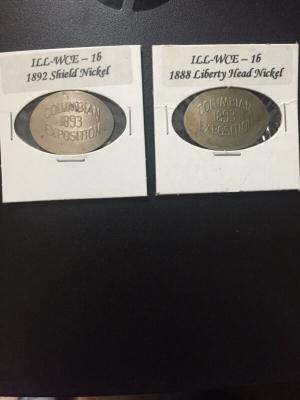 ILL-WCE – 16
1892 Shield Nickel
COLUMBIAN
1893
EXPOSITION
ILL-WCE – 16
1888 Liberty Head Nickel
COLUMBIAN
1893
EXPOSITION